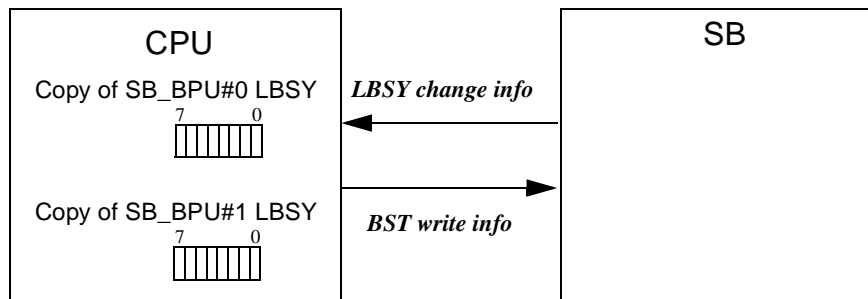 CPU
SB
Copy of SB_BPU#0 LBSY
7 0
LBSY change info
Copy of SB_BPU#1 LBSY
7 0
BST write info